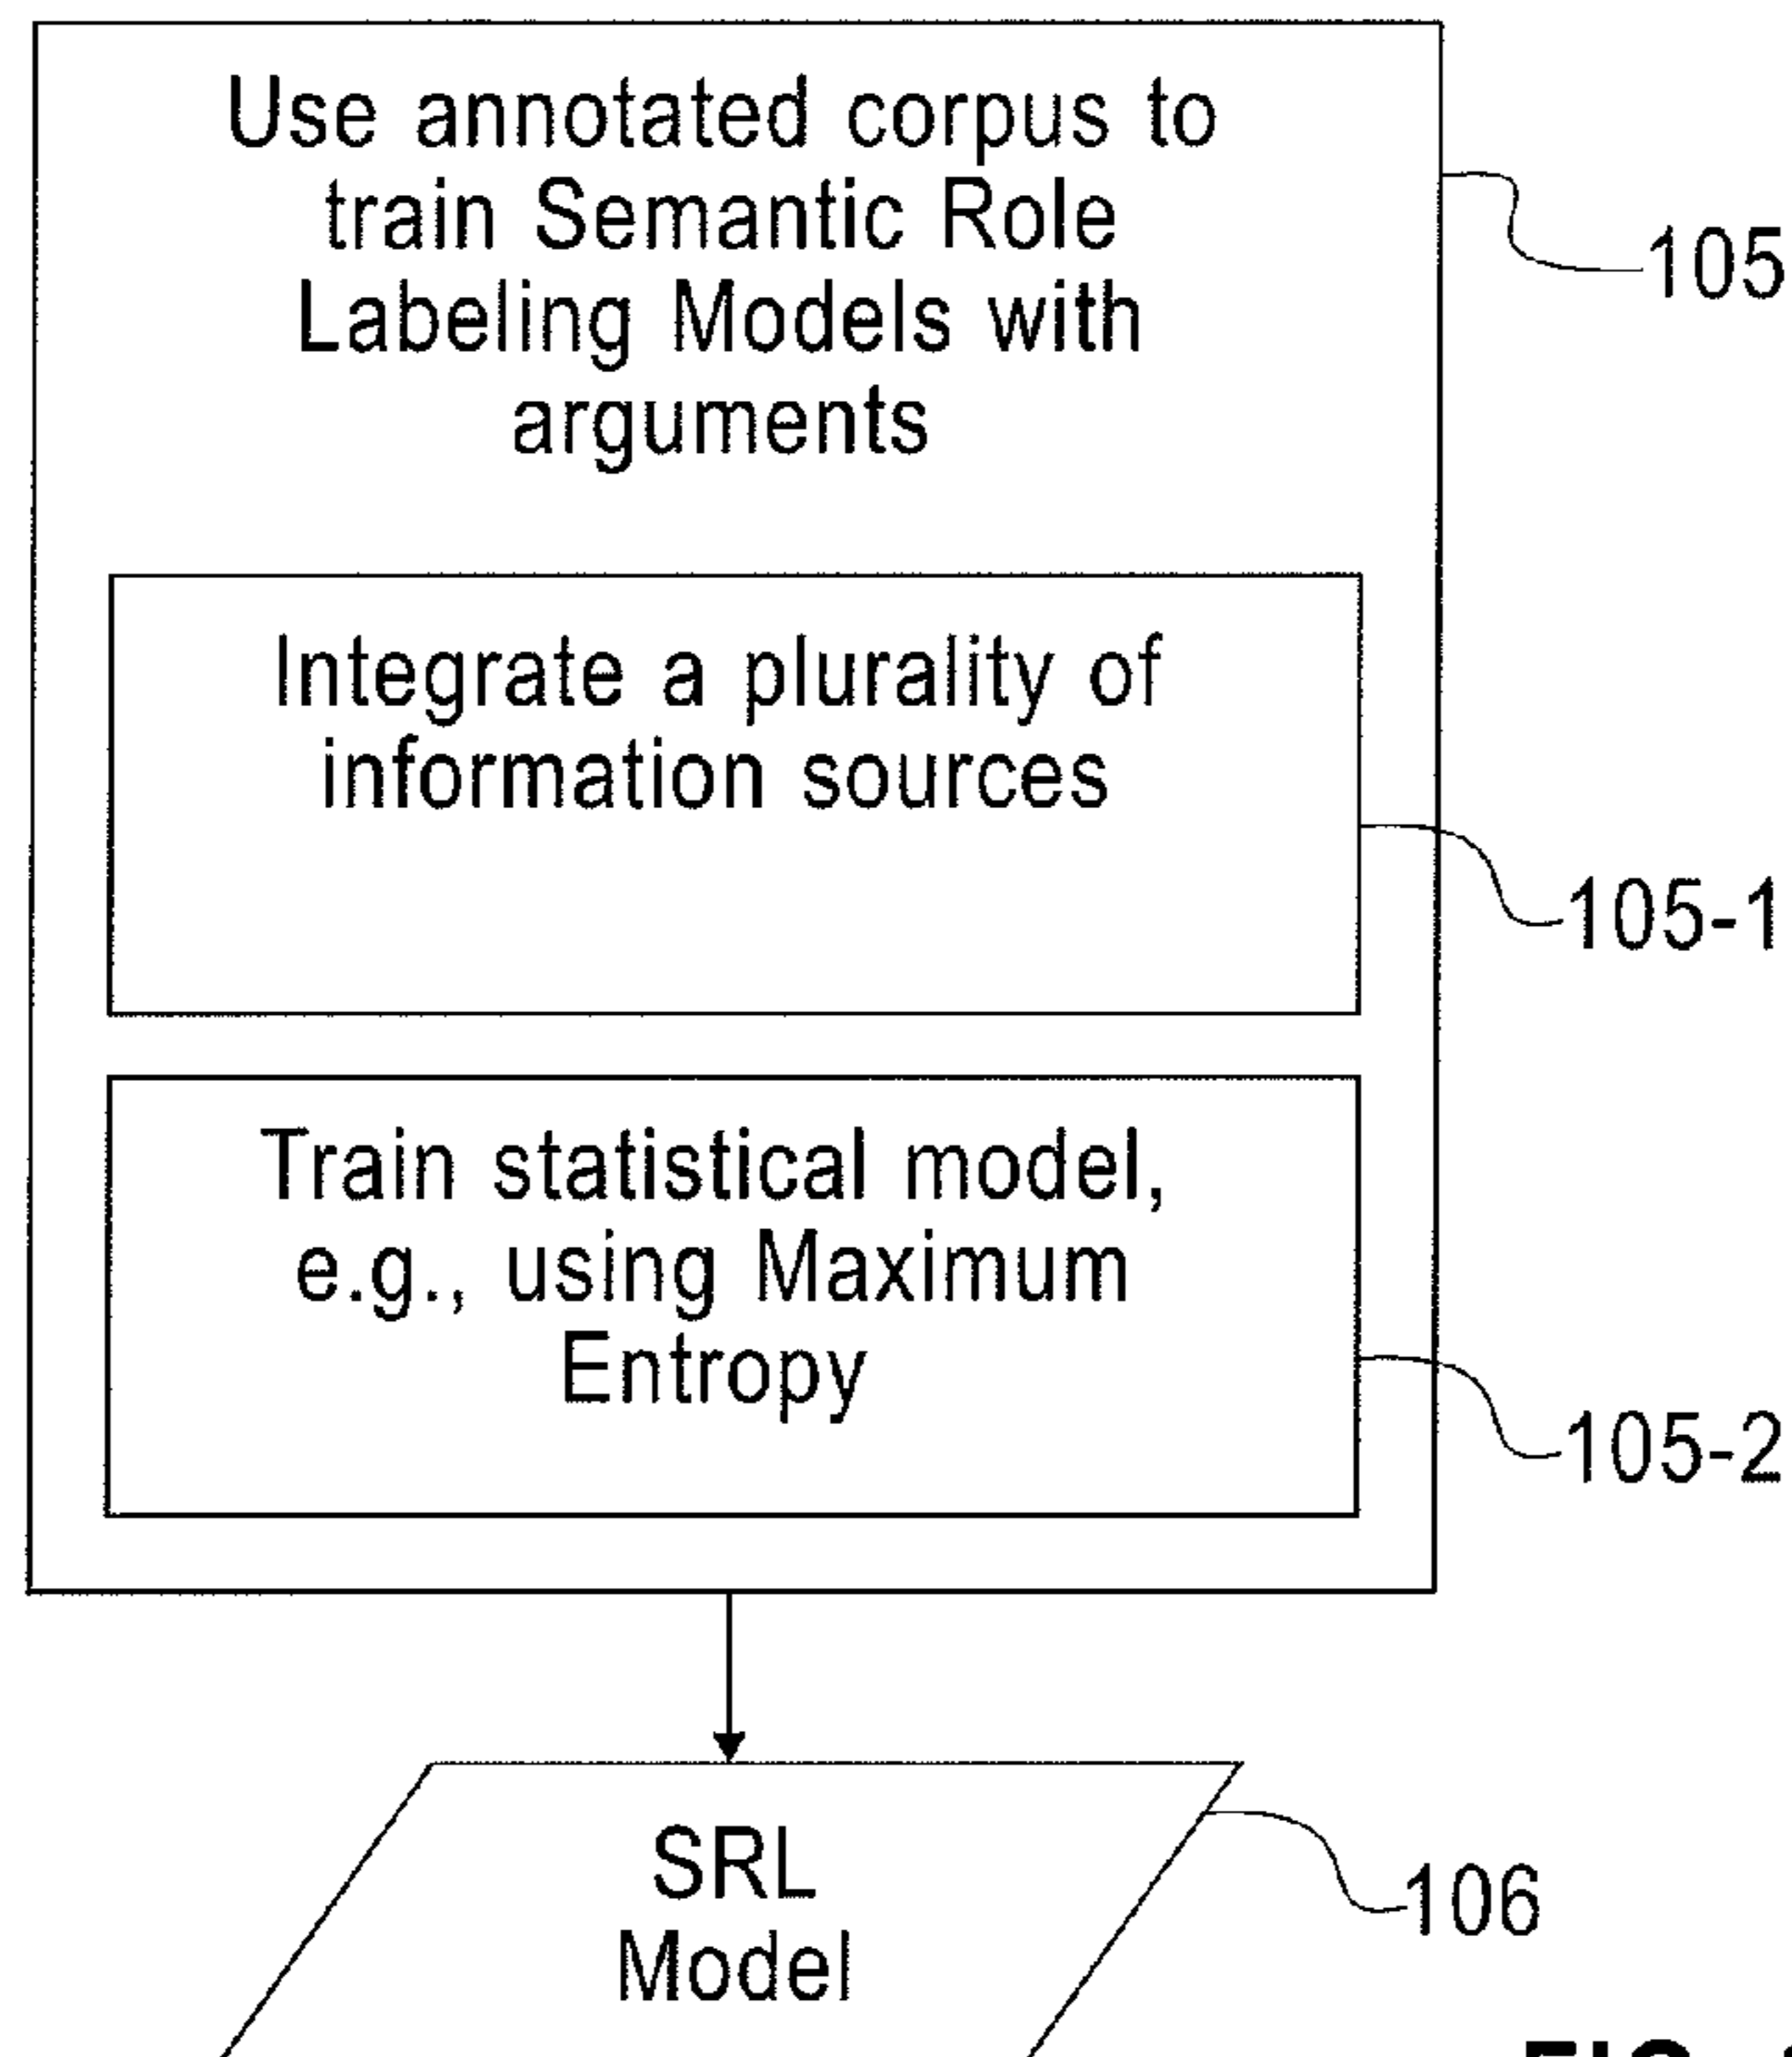 Use annotated corpus to
train Semantic Role
Labeling Models with
arguments
105
Integrate a plurality of
information sources
105-1
Train statistical model,
e.g., using Maximum
Entropy
105-2
SRL
Model
106